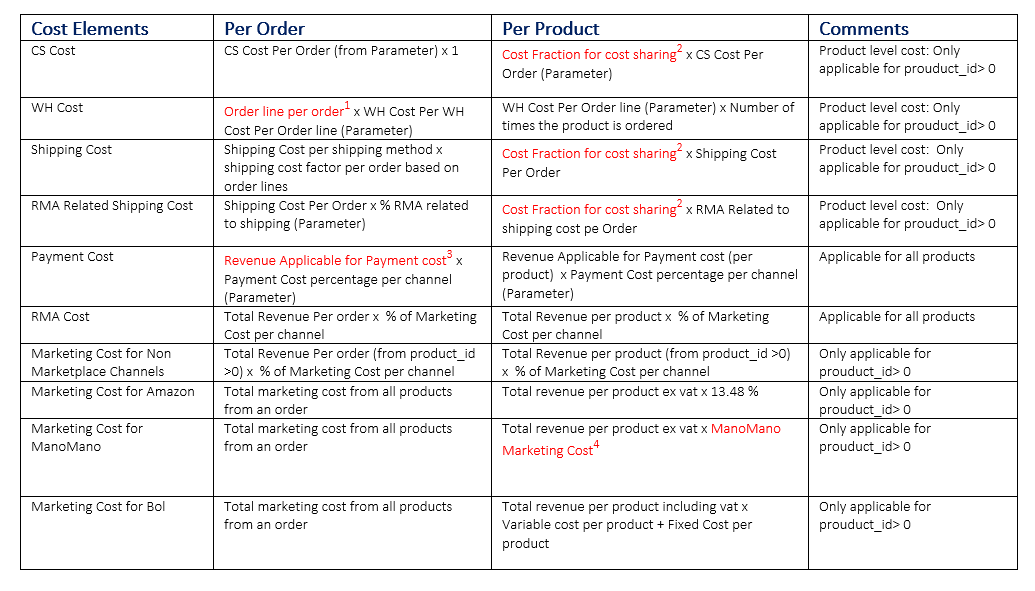 Cost Elements
Per Order
Per Product
Comments
CS Cost
CS Cost Per Order (from Parameter) x 1
Cost Fraction for cost sharing2 x CS Cost Per
Order (Parameter)
Product level cost: Only
applicable for prouduct_id> 0
WH Cost
Order line per order1 x WH Cost Per WH
Cost Per Order line (Parameter)
WH Cost Per Order line (Parameter) x Number of
times the product is ordered
Product level cost: Only
applicable for prouduct_id> 0
Shipping Cost
Shipping Cost per shipping method x
shipping cost factor per order based on
order lines
Cost Fraction for cost sharing2 x Shipping Cost
Per Order
Product level cost:  Only
applicable for prouduct_id> 0
RMA Related Shipping Cost
Shipping Cost Per Order x % RMA related
to shipping (Parameter)
Cost Fraction for cost sharing2 x RMA Related to
shipping cost pe Order
Product level cost:  Only
applicable for prouduct_id> 0
Payment Cost
Revenue Applicable for Payment cost3 x
Payment Cost percentage per channel
(Parameter)
Revenue Applicable for Payment cost (per
product)  x Payment Cost percentage per channel
(Parameter)
Applicable for all products
RMA Cost
Total Revenue Per order x  % of Marketing
Cost per channel
Total Revenue per product x  % of Marketing
Cost per channel
Applicable for all products
Marketing Cost for Non
Marketplace Channels
Total Revenue Per order (from product_id
>0) x  % of Marketing Cost per channel
Total Revenue per product (from product_id >0)
x  % of Marketing Cost per channel
Only applicable for
product_id> 0
Marketing Cost for Amazon
Total marketing cost from all products
from an order
Total revenue per product ex vat x 13.48 %
Only applicable for
prouduct_id> 0
Marketing Cost for
ManoMano
Total marketing cost from all products
from an order
Total revenue per product ex vat x ManoMano
Marketing Cost4
Only applicable for
prouduct_id> 0
Marketing Cost for Bol
Total marketing cost from all products
from an order
Total revenue per product including vat x
Variable cost per product + Fixed Cost per
product
Only applicable for
prouduct_id> 0